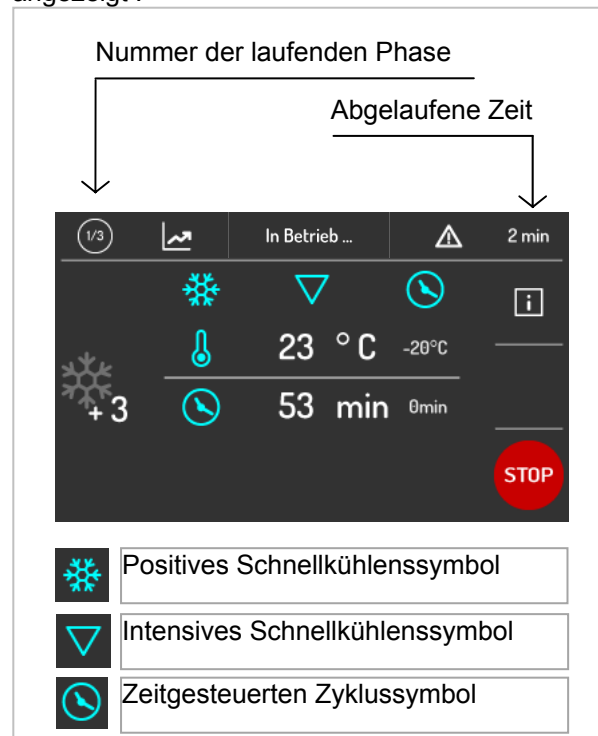 angezeigt :
Nummer der laufenden Phase
Abgelaufene Zeit
1/3 In Betrieb ... 2 min
i
23 °C -20°C
+3
53 min 0min
STOP
Positives Schnellkühlenssymbol
Intensives Schnellkühlenssymbol
Zeitgesteuerten Zyklussymbol